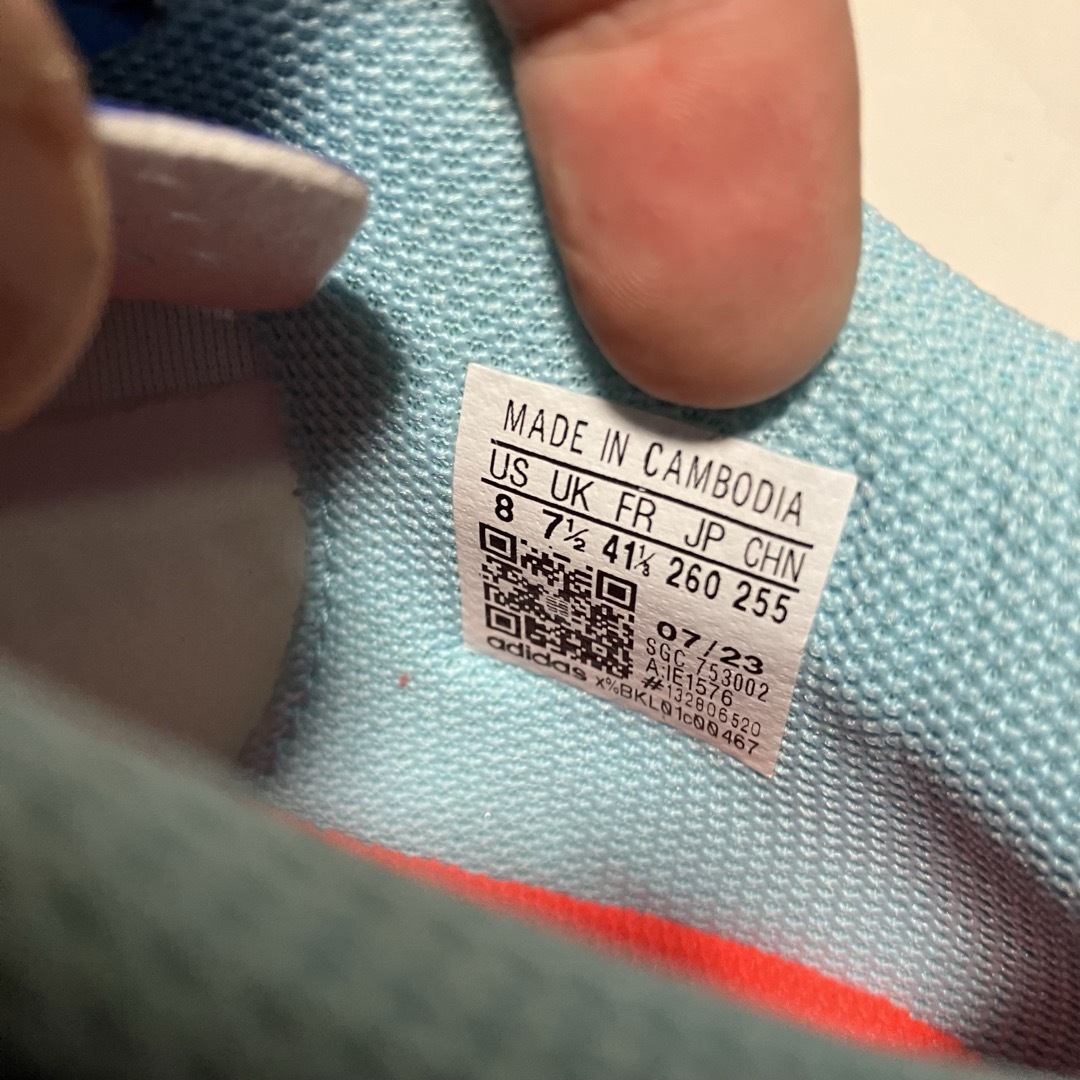 MADE IN CAMBODIA
US UK FR JP CHN
8 7½ 41⅓ 260 255
07/23
SGC 753002
A:IE1576
#132806520
adidas x%BKL01c00467